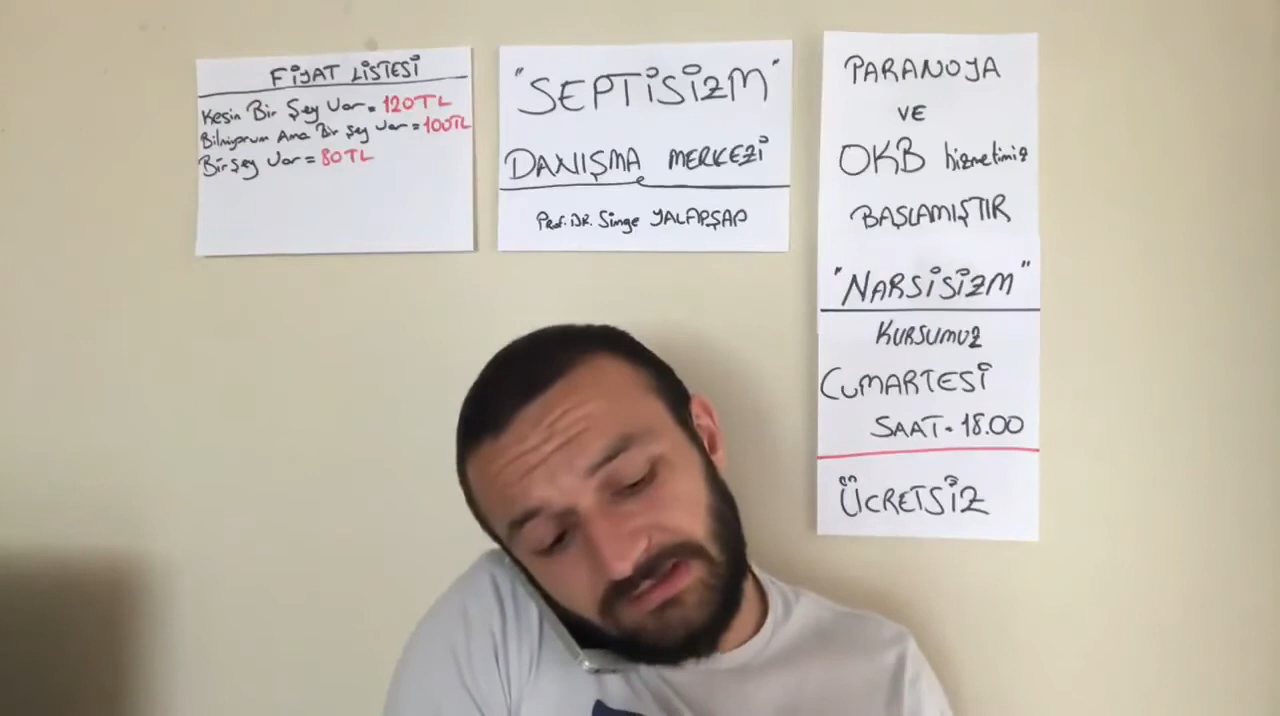 FİYAT LİSTESİ
Kesin Bir Şey Var = 120TL
Bilmiyorum Ama Bir Şey Var = 100TL
Bir Şey Var = 80TL
"SEPTİSİZM"
DANIŞMA MERKEZİ
Prof. DR. Simge YALAPŞAP
PARANOYA
VE
OKB hizmetimiz
BAŞLAMIŞTIR
"NARSİSİZM"
KURSUMUZ
CUMARTESİ
SAAT = 18.00
ÜCRETSİZ